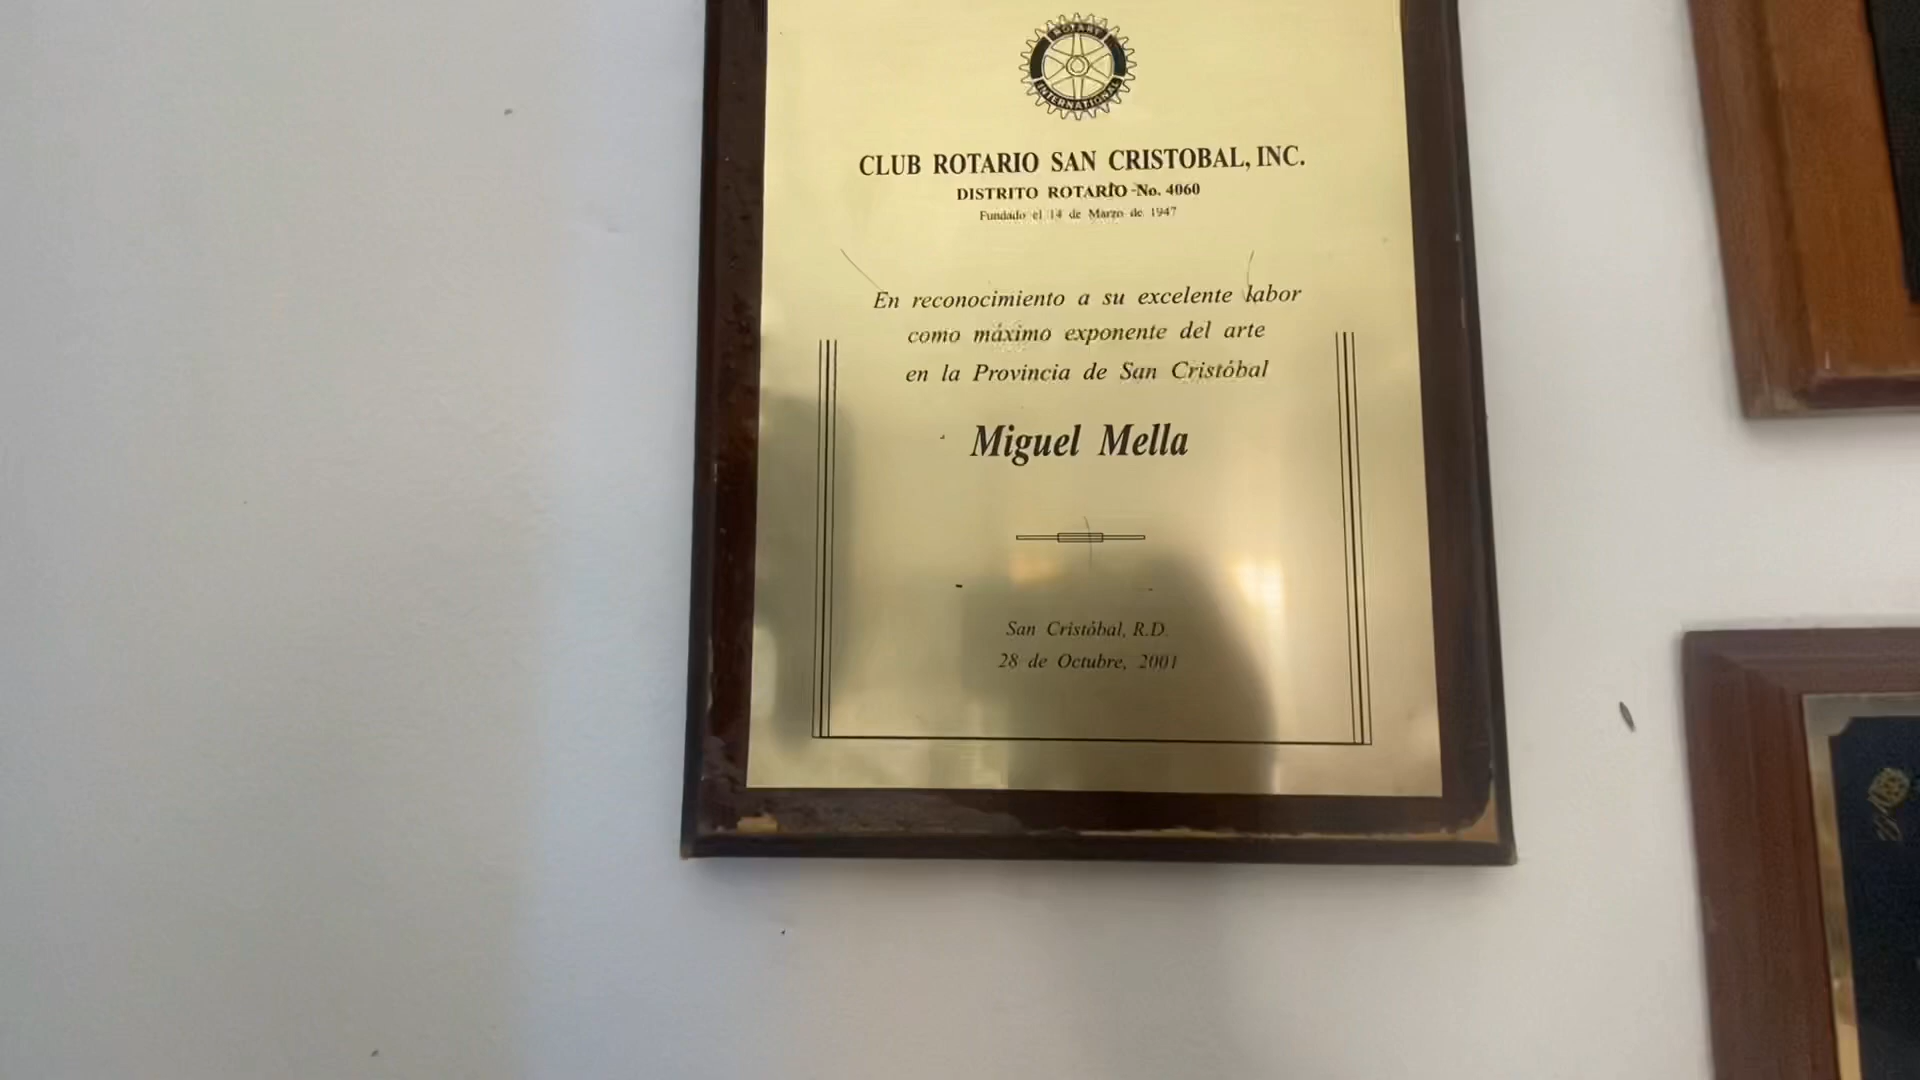 ROTARY
INTERNATIONAL
CLUB ROTARIO SAN CRISTOBAL, INC.
DISTRITO ROTARIO No. 4060
Fundado el 14 de Marzo de 1947
En reconocimiento a su excelente labor
como máximo exponente del arte
en la Provincia de San Cristóbal
Miguel Mella
San Cristóbal, R.D.
28 de Octubre, 2001